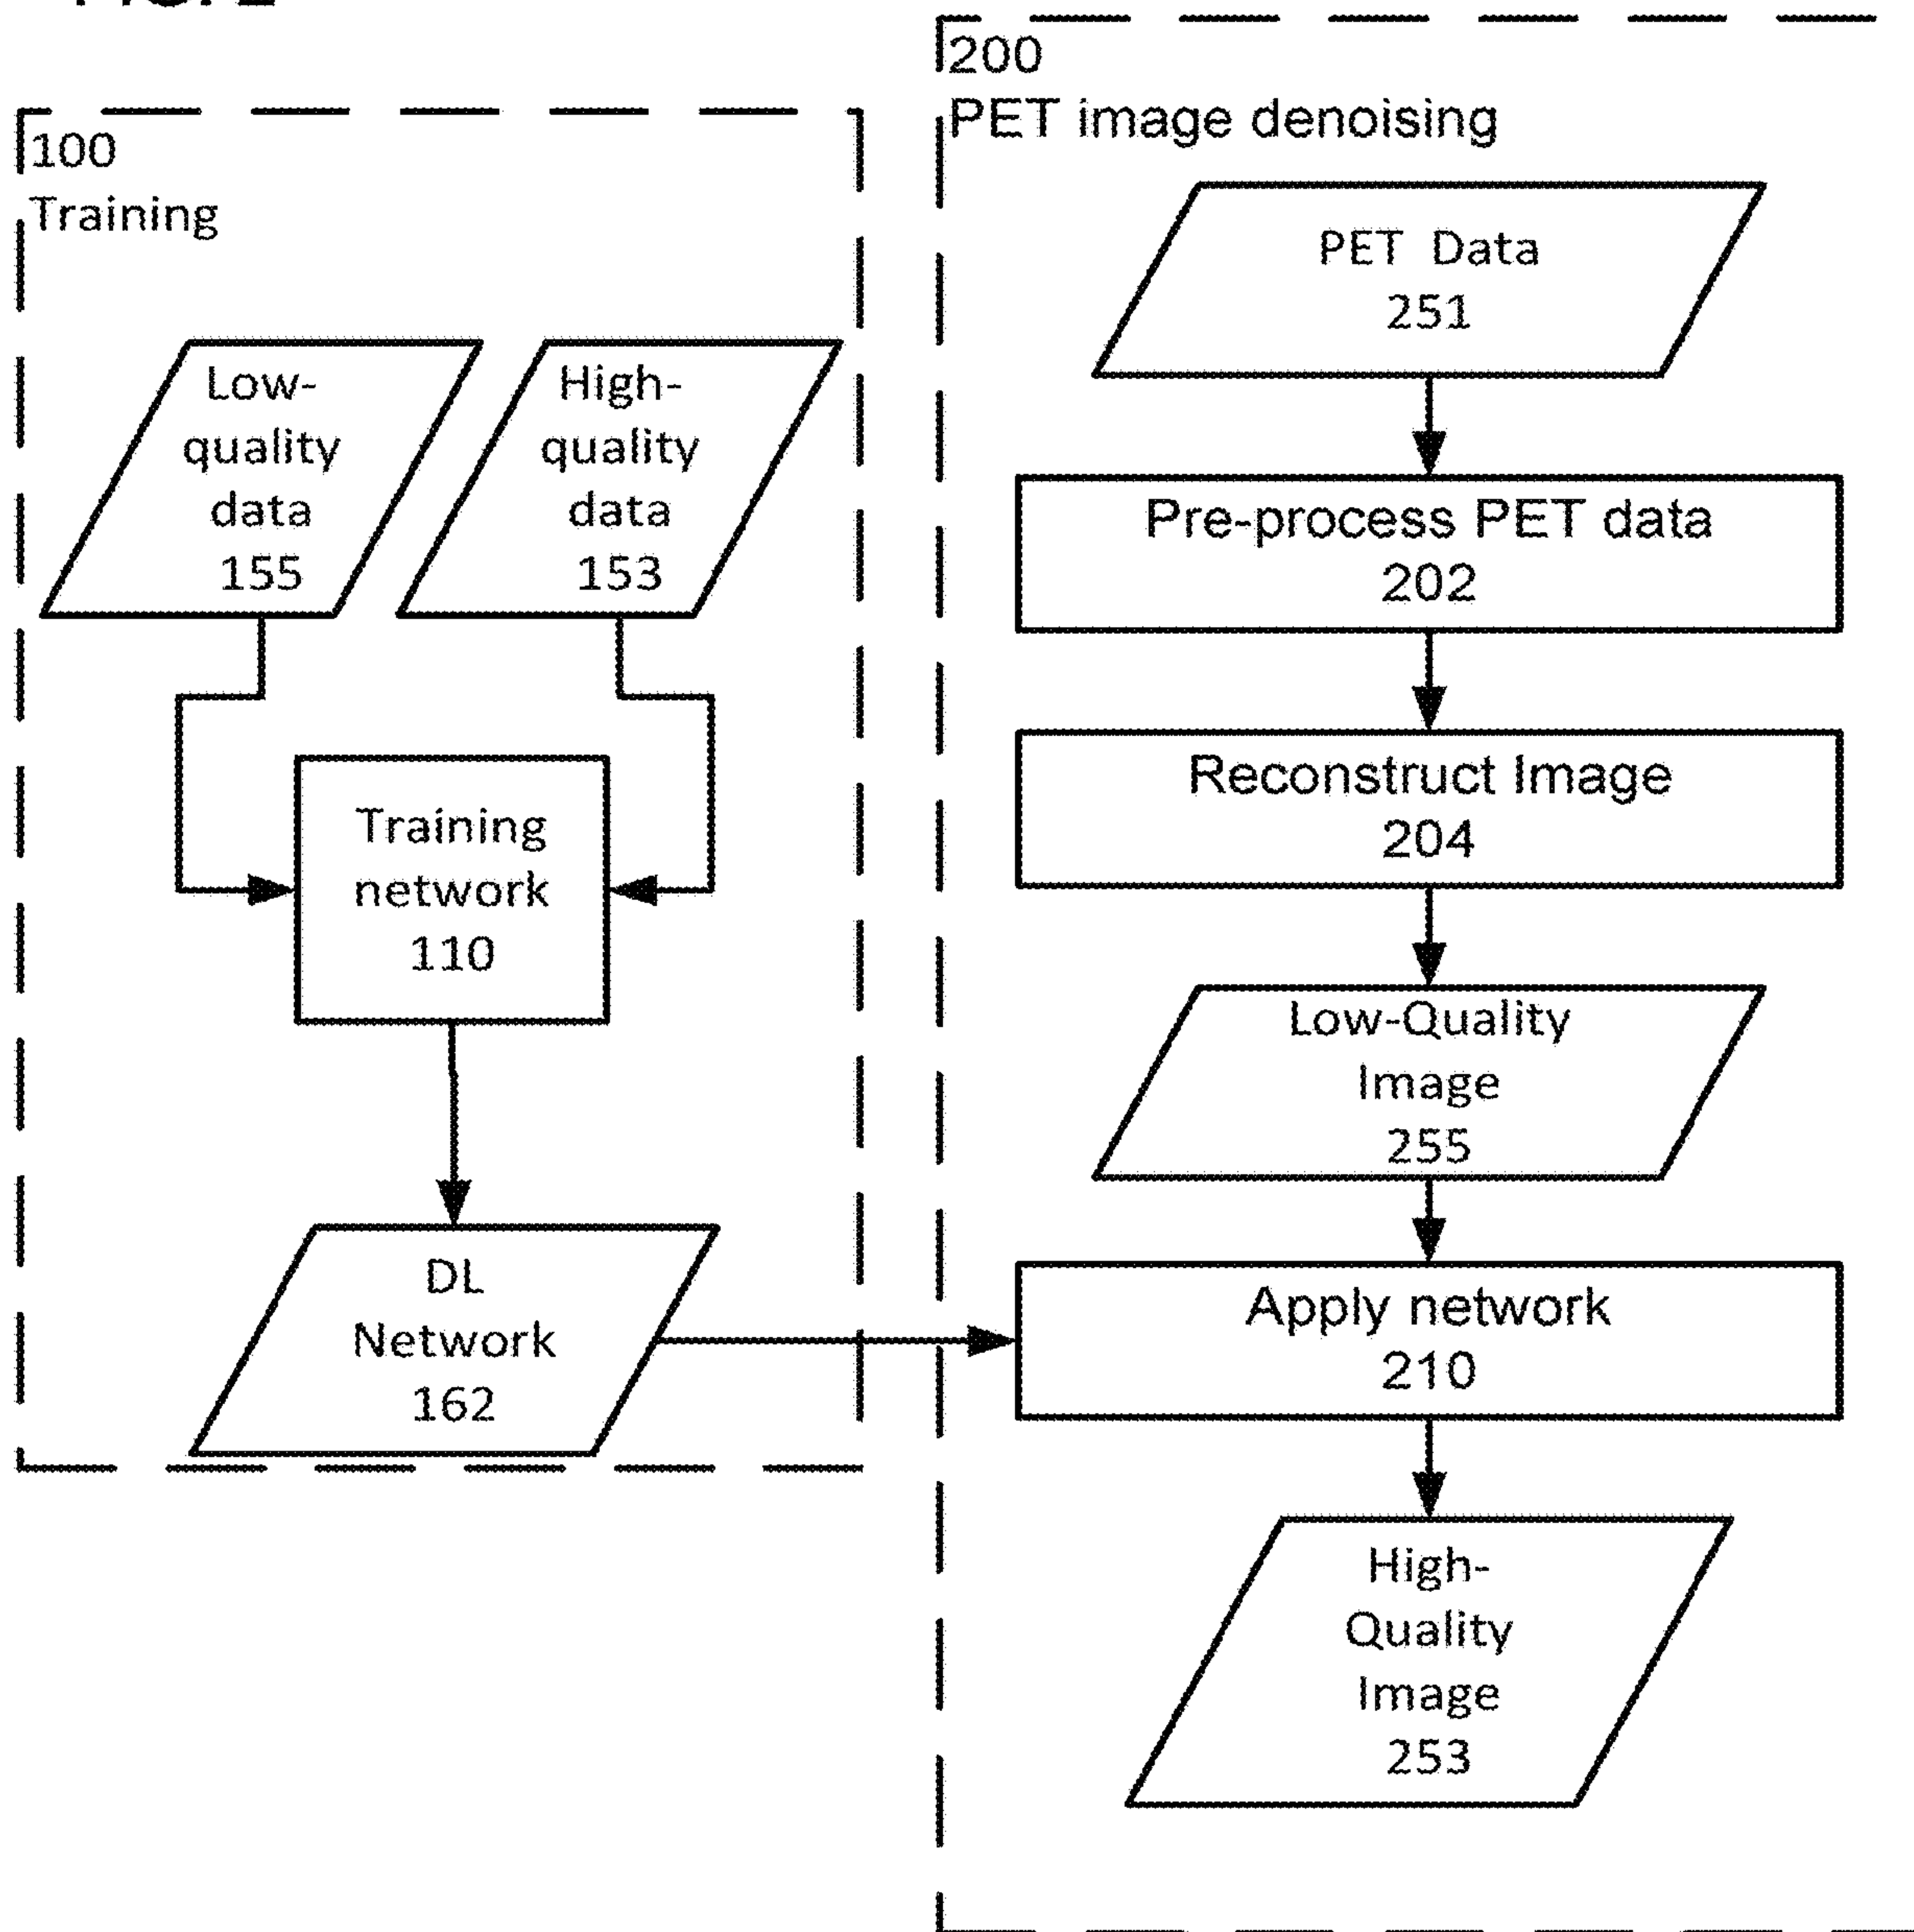 100
Training
Low-
quality
data
155
High-
quality
data
153
Training
network
110
DL
Network
162
200
PET image denoising
PET Data
251
Pre-process PET data
202
Reconstruct Image
204
Low-Quality
Image
255
Apply network
210
High-
Quality
Image
253